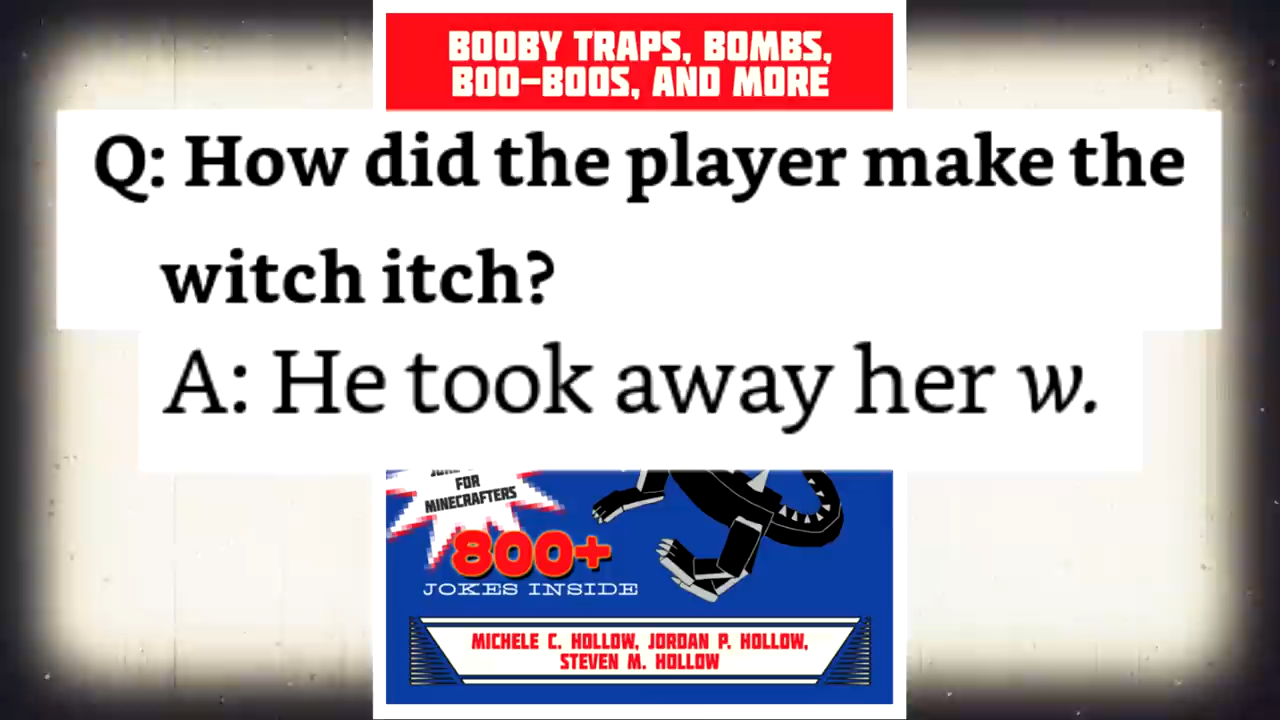 BOOBY TRAPS, BOMBS,
BOO-BOOS, AND MORE
Q: How did the player make the
witch itch?
A: He took away her w.
FOR
MINECRAFTERS
800+
JOKES INSIDE
MICHELE C. HOLLOW, JORDAN P. HOLLOW,
STEVEN M. HOLLOW